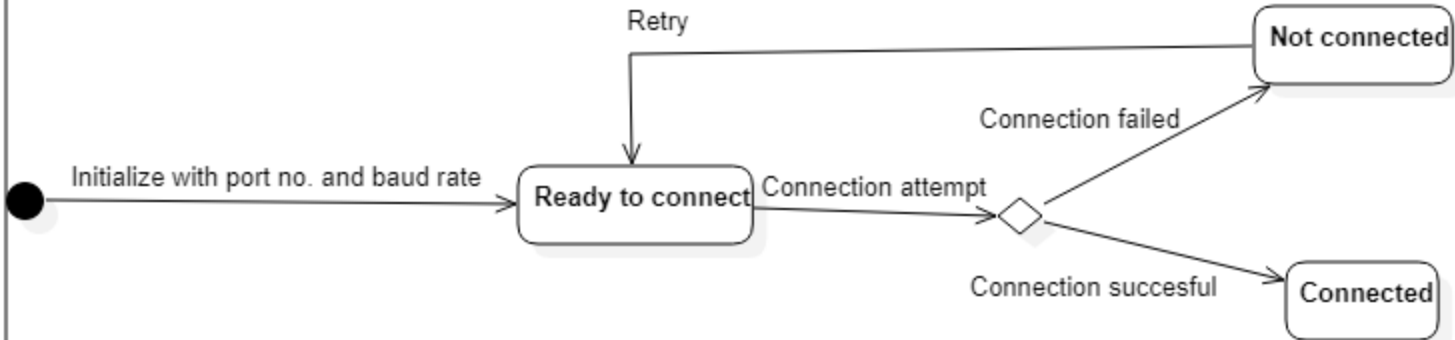 Retry
Not connected
Connection failed
Initialize with port no. and baud rate
Ready to connect
Connection attempt
Connection succesful
Connected